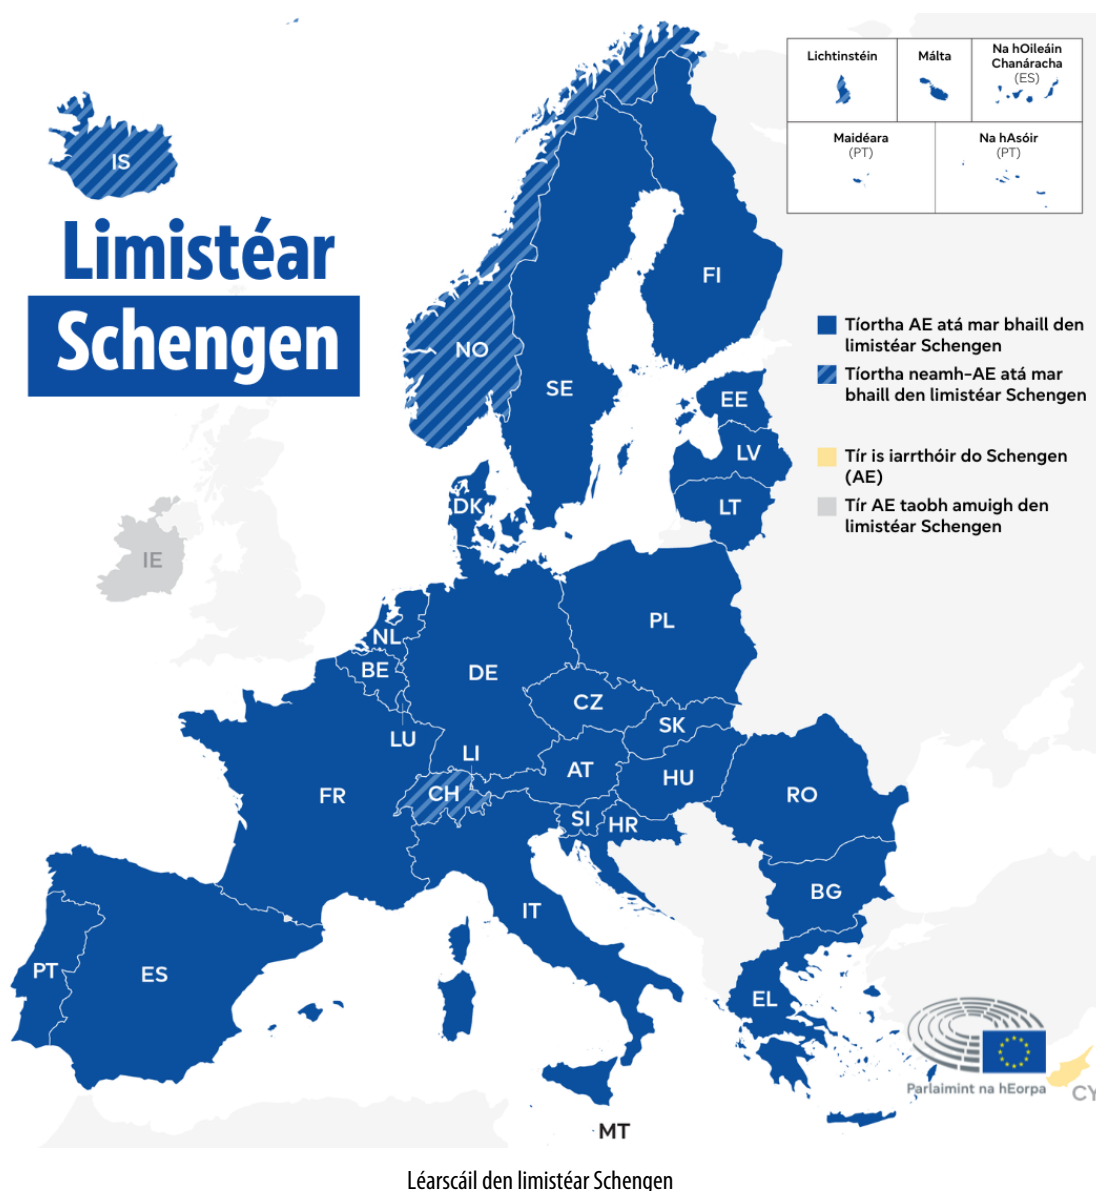 Limistéar
Schengen
Lichtinstéin
Málta
Na hOileáin
Chanáracha
(ES)
Maidéara
(PT)
Na hAsóir
(PT)
Tíortha AE atá mar bhaill den
limistéar Schengen
Tíortha neamh-AE atá mar
bhaill den limistéar Schengen
Tír is iarrthóir do Schengen
(AE)
Tír AE taobh amuigh den
limistéar Schengen
IS
NO
SE
FI
EE
LV
LT
DK
IE
NL
BE
DE
PL
LU
LI
CZ
SK
FR
CH
AT
HU
RO
SI
HR
IT
BG
PT
ES
EL
MT
CY
Parlaimint na hEorpa
Léarscáil den limistéar Schengen